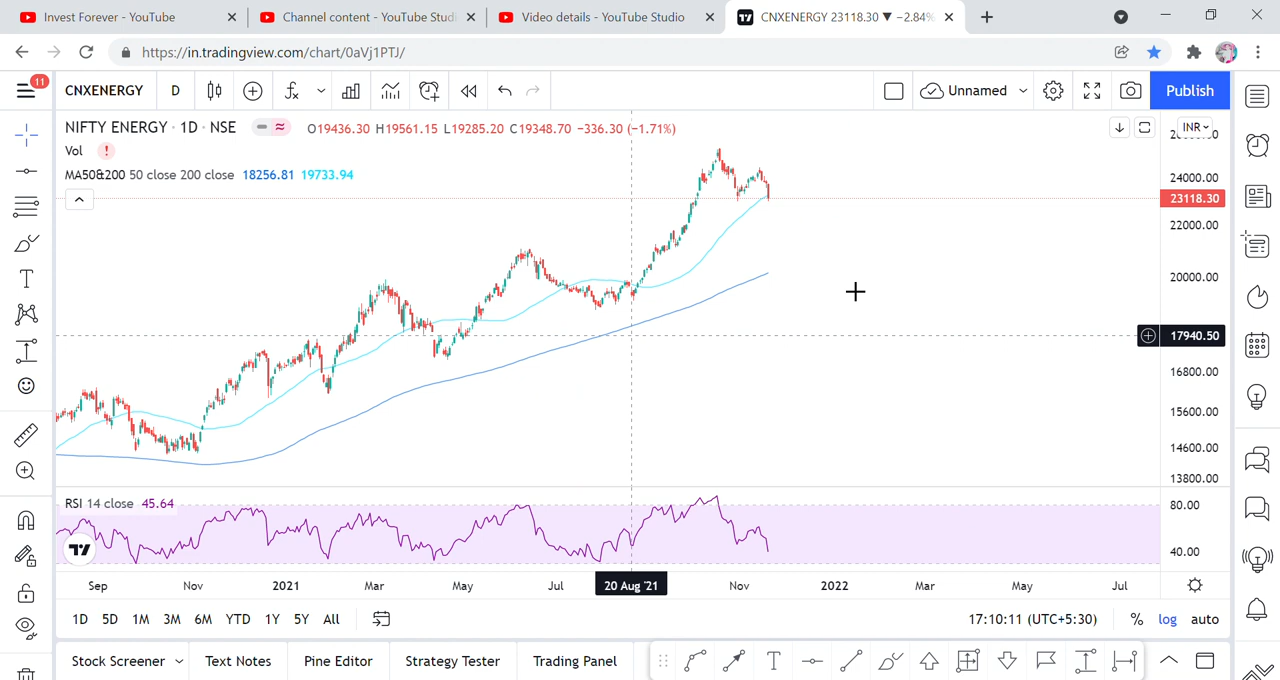 Invest Forever - YouTube
Channel content - YouTube Studi
Video details - YouTube Studio
CNXENERGY 23118.30 ▼ −2.84%
https://in.tradingview.com/chart/0aVj1PTJ/
11
CNXENERGY
D
Unnamed
Publish
NIFTY ENERGY · 1D · NSE
O19436.30 H19561.15 L19285.20 C19348.70 −336.30 (−1.71%)
INR
Vol
MA50&200 50 close 200 close 18256.81 19733.94
24000.00
23118.30
22000.00
20000.00
17940.50
16800.00
15600.00
14600.00
13800.00
RSI 14 close 45.64
80.00
40.00
Sep
Nov
2021
Mar
May
Jul
20 Aug '21
Nov
2022
Mar
May
Jul
1D 5D 1M 3M 6M YTD 1Y 5Y All
17:10:11 (UTC+5:30)
% log auto
Stock Screener
Text Notes
Pine Editor
Strategy Tester
Trading Panel